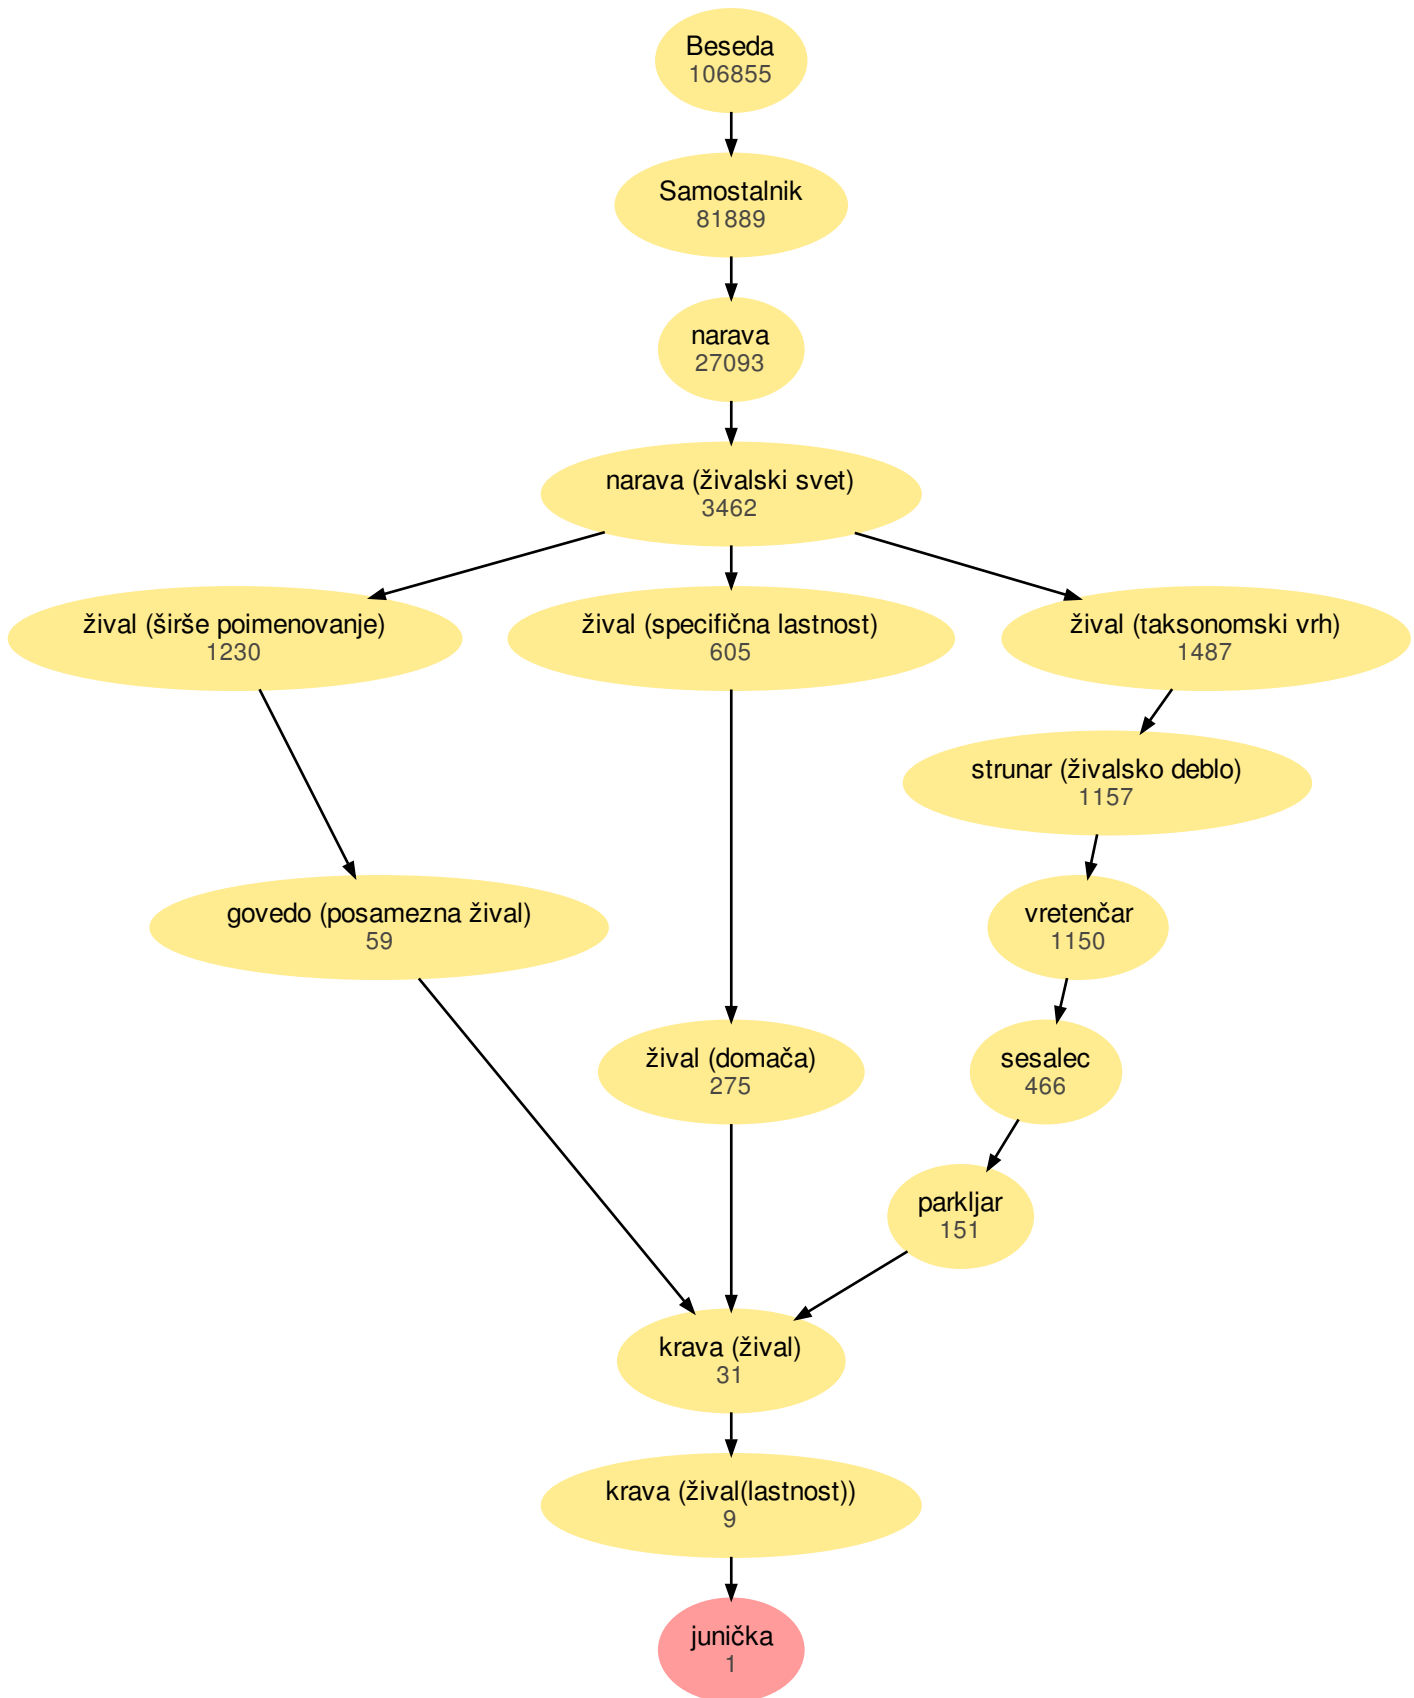 Beseda
106855
Samostalnik
81889
narava
27093
narava (živalski svet)
3462
žival (širše poimenovanje)
1230
žival (specifična lastnost)
605
žival (taksonomski vrh)
1487
strunar (živalsko deblo)
1157
govedo (posamezna žival)
59
vretenčar
1150
žival (domača)
275
sesalec
466
parkljar
151
krava (žival)
31
krava (žival(lastnost))
9
junička
1